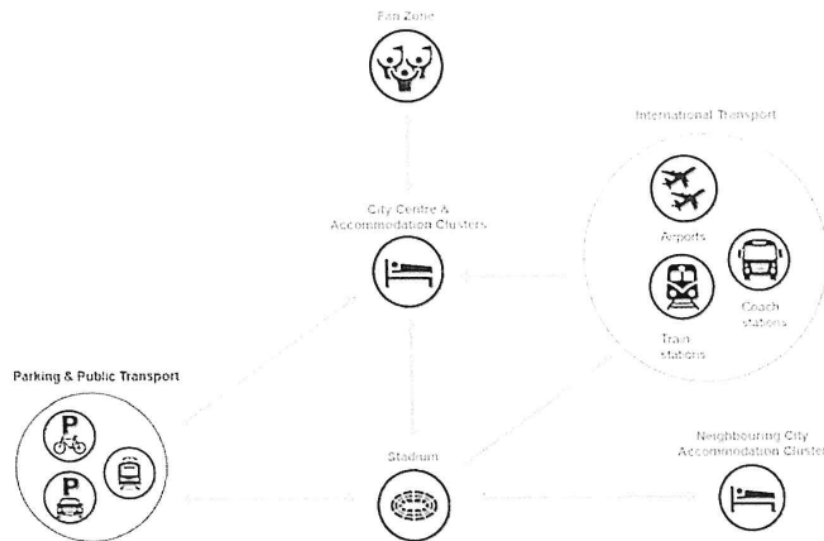 Fan Zone
International Transport
City Centre &
Accommodation Clusters
Airports
Coach
stations
Train
stations
Parking & Public Transport
P
P
Stadium
Neighbouring City
Accommodation Cluster